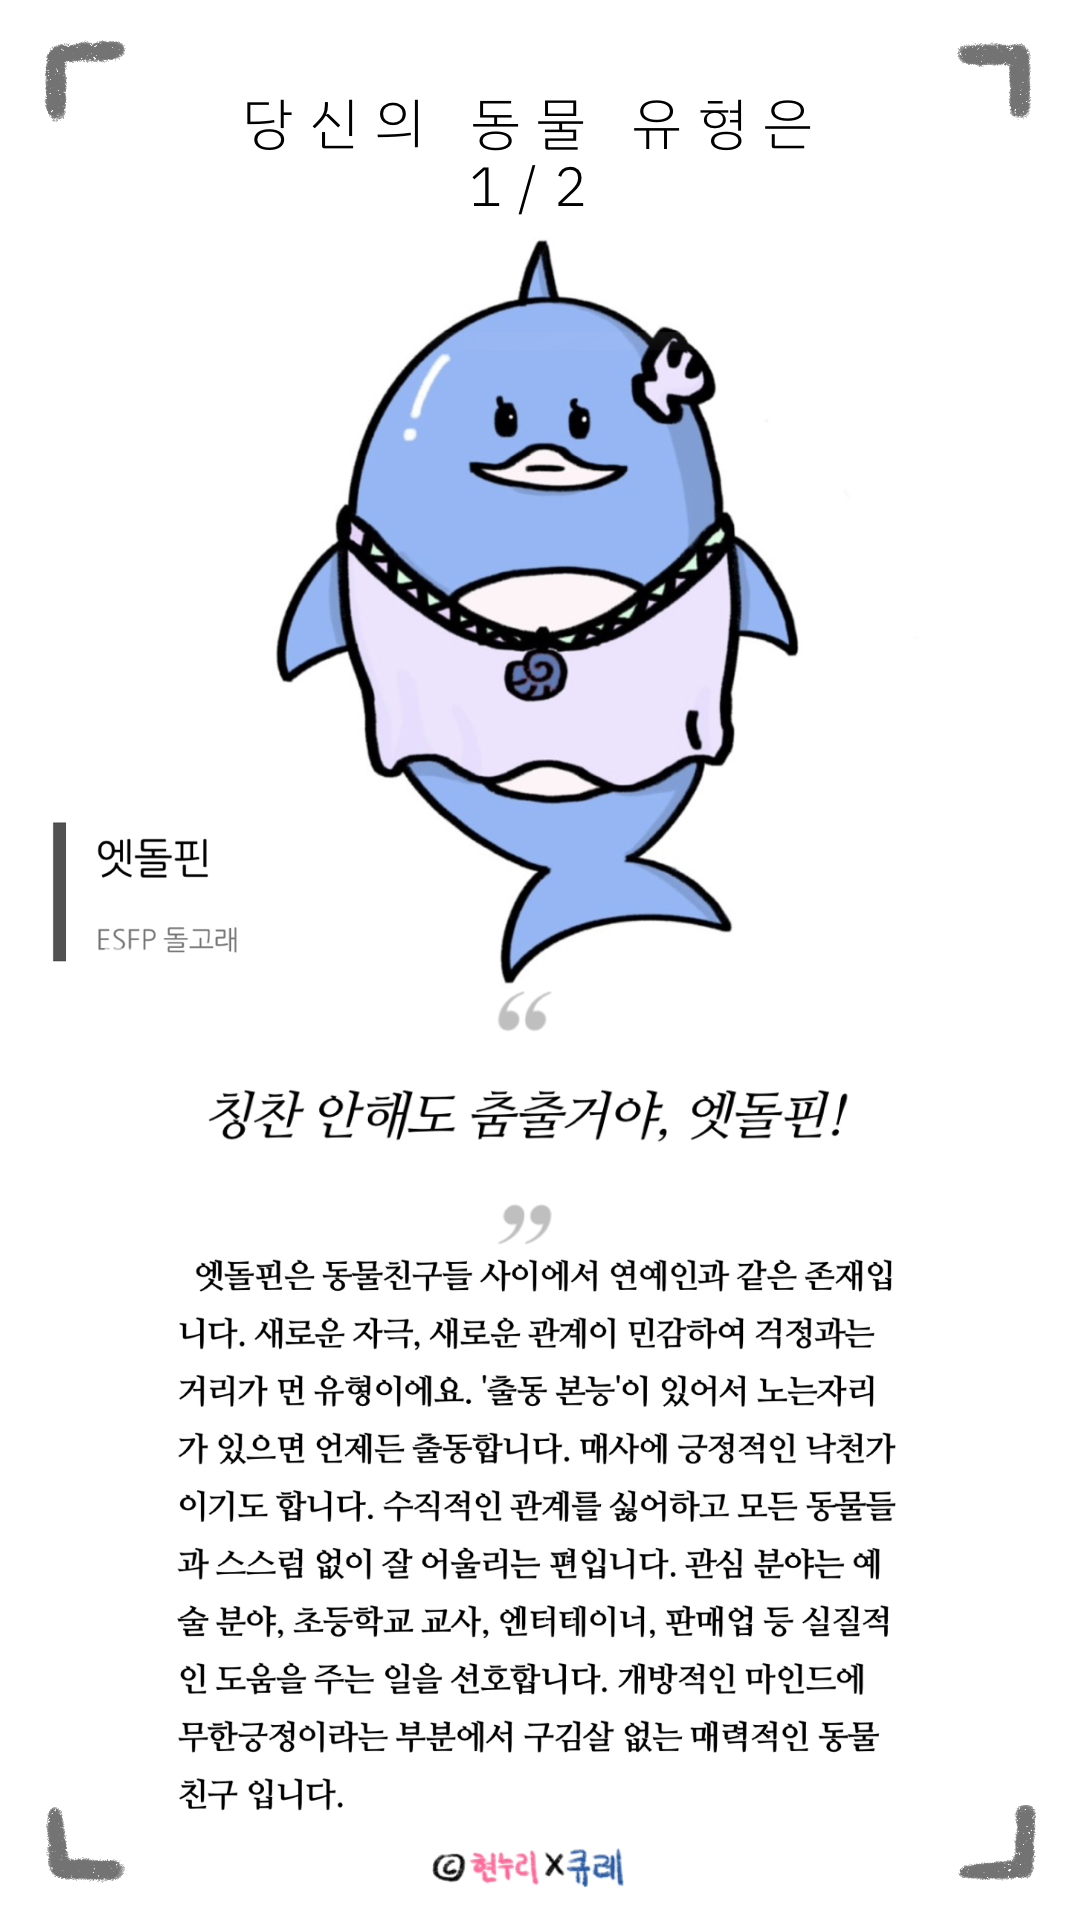 당신의 동물 유형은
1/2
엣돌핀
ESFP 돌고래
“
칭찬 안해도 춤출거야, 엣돌핀!
”
엣돌핀은 동물친구들 사이에서 연예인과 같은 존재입
니다. 새로운 자극, 새로운 관계이 민감하여 걱정과는
거리가 먼 유형이에요. '출동 본능'이 있어서 노는자리
가 있으면 언제든 출동합니다. 매사에 긍정적인 낙천가
이기도 합니다. 수직적인 관계를 싫어하고 모든 동물들
과 스스럼 없이 잘 어울리는 편입니다. 관심 분야는 예
술 분야, 초등학교 교사, 엔터테이너, 판매업 등 실질적
인 도움을 주는 일을 선호합니다. 개방적인 마인드에
무한긍정이라는 부분에서 구김살 없는 매력적인 동물
친구 입니다.
© 현누리 X 큐레